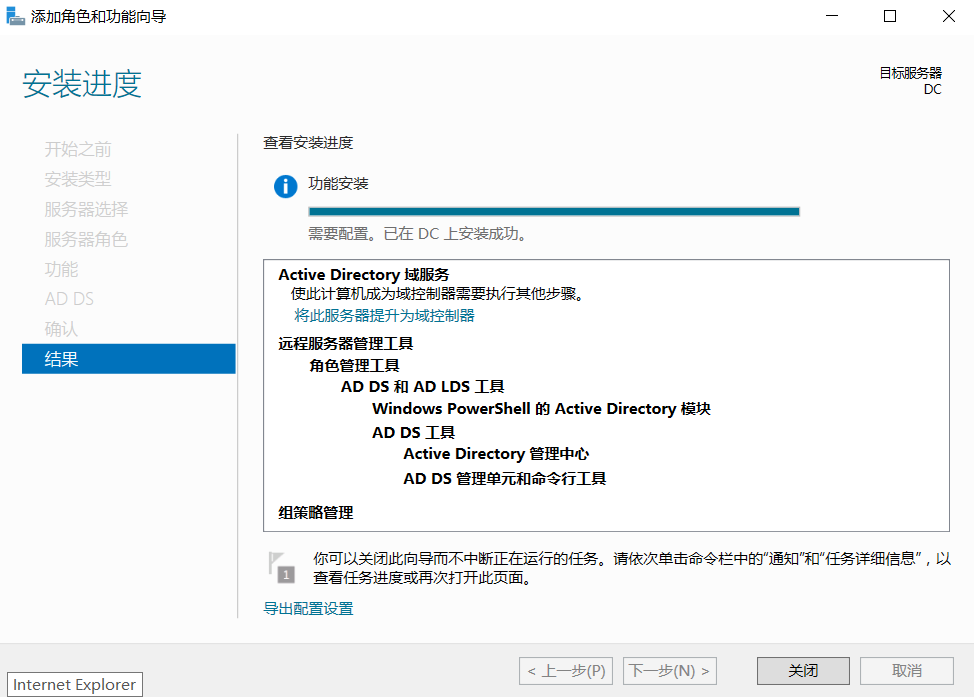 添加角色和功能向导
安装进度
目标服务器
DC
开始之前
安装类型
服务器选择
服务器角色
功能
AD DS
确认
结果
查看安装进度
功能安装
需要配置。已在 DC 上安装成功。
Active Directory 域服务
使此计算机成为域控制器需要执行其他步骤。
将此服务器提升为域控制器
远程服务器管理工具
角色管理工具
AD DS 和 AD LDS 工具
Windows PowerShell 的 Active Directory 模块
AD DS 工具
Active Directory 管理中心
AD DS 管理单元和命令行工具
组策略管理
1
你可以关闭此向导而不中断正在运行的任务。请依次单击命令栏中的“通知”和“任务详细信息”，以
查看任务进度或再次打开此页面。
导出配置设置
< 上一步(P)
下一步(N) >
关闭
取消
Internet Explorer